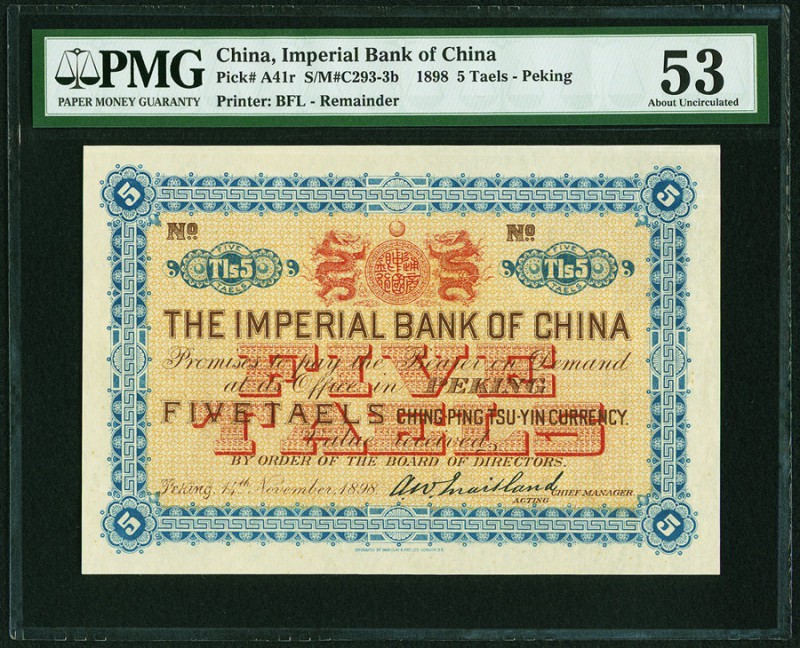 PMG
PAPER MONEY GUARANTY
China, Imperial Bank of China
Pick# A41r S/M#C293-3b 1898 5 Taels - Peking
Printer: BFL - Remainder
53
About Uncirculated
5 5
No No
FIVE FIVE
Tls5 Tls5
TAELS TAELS
THE IMPERIAL BANK OF CHINA
Promises to pay the Bearer on Demand
at its Office in PEKING
FIVE TAELS CHING-PING TSU-YIN CURRENCY.
Value received
FIVE
TAELS
BY ORDER OF THE BOARD OF DIRECTORS.
Peking, 14th November, 1898. A W Maitland CHIEF MANAGER
ACTING
5 5